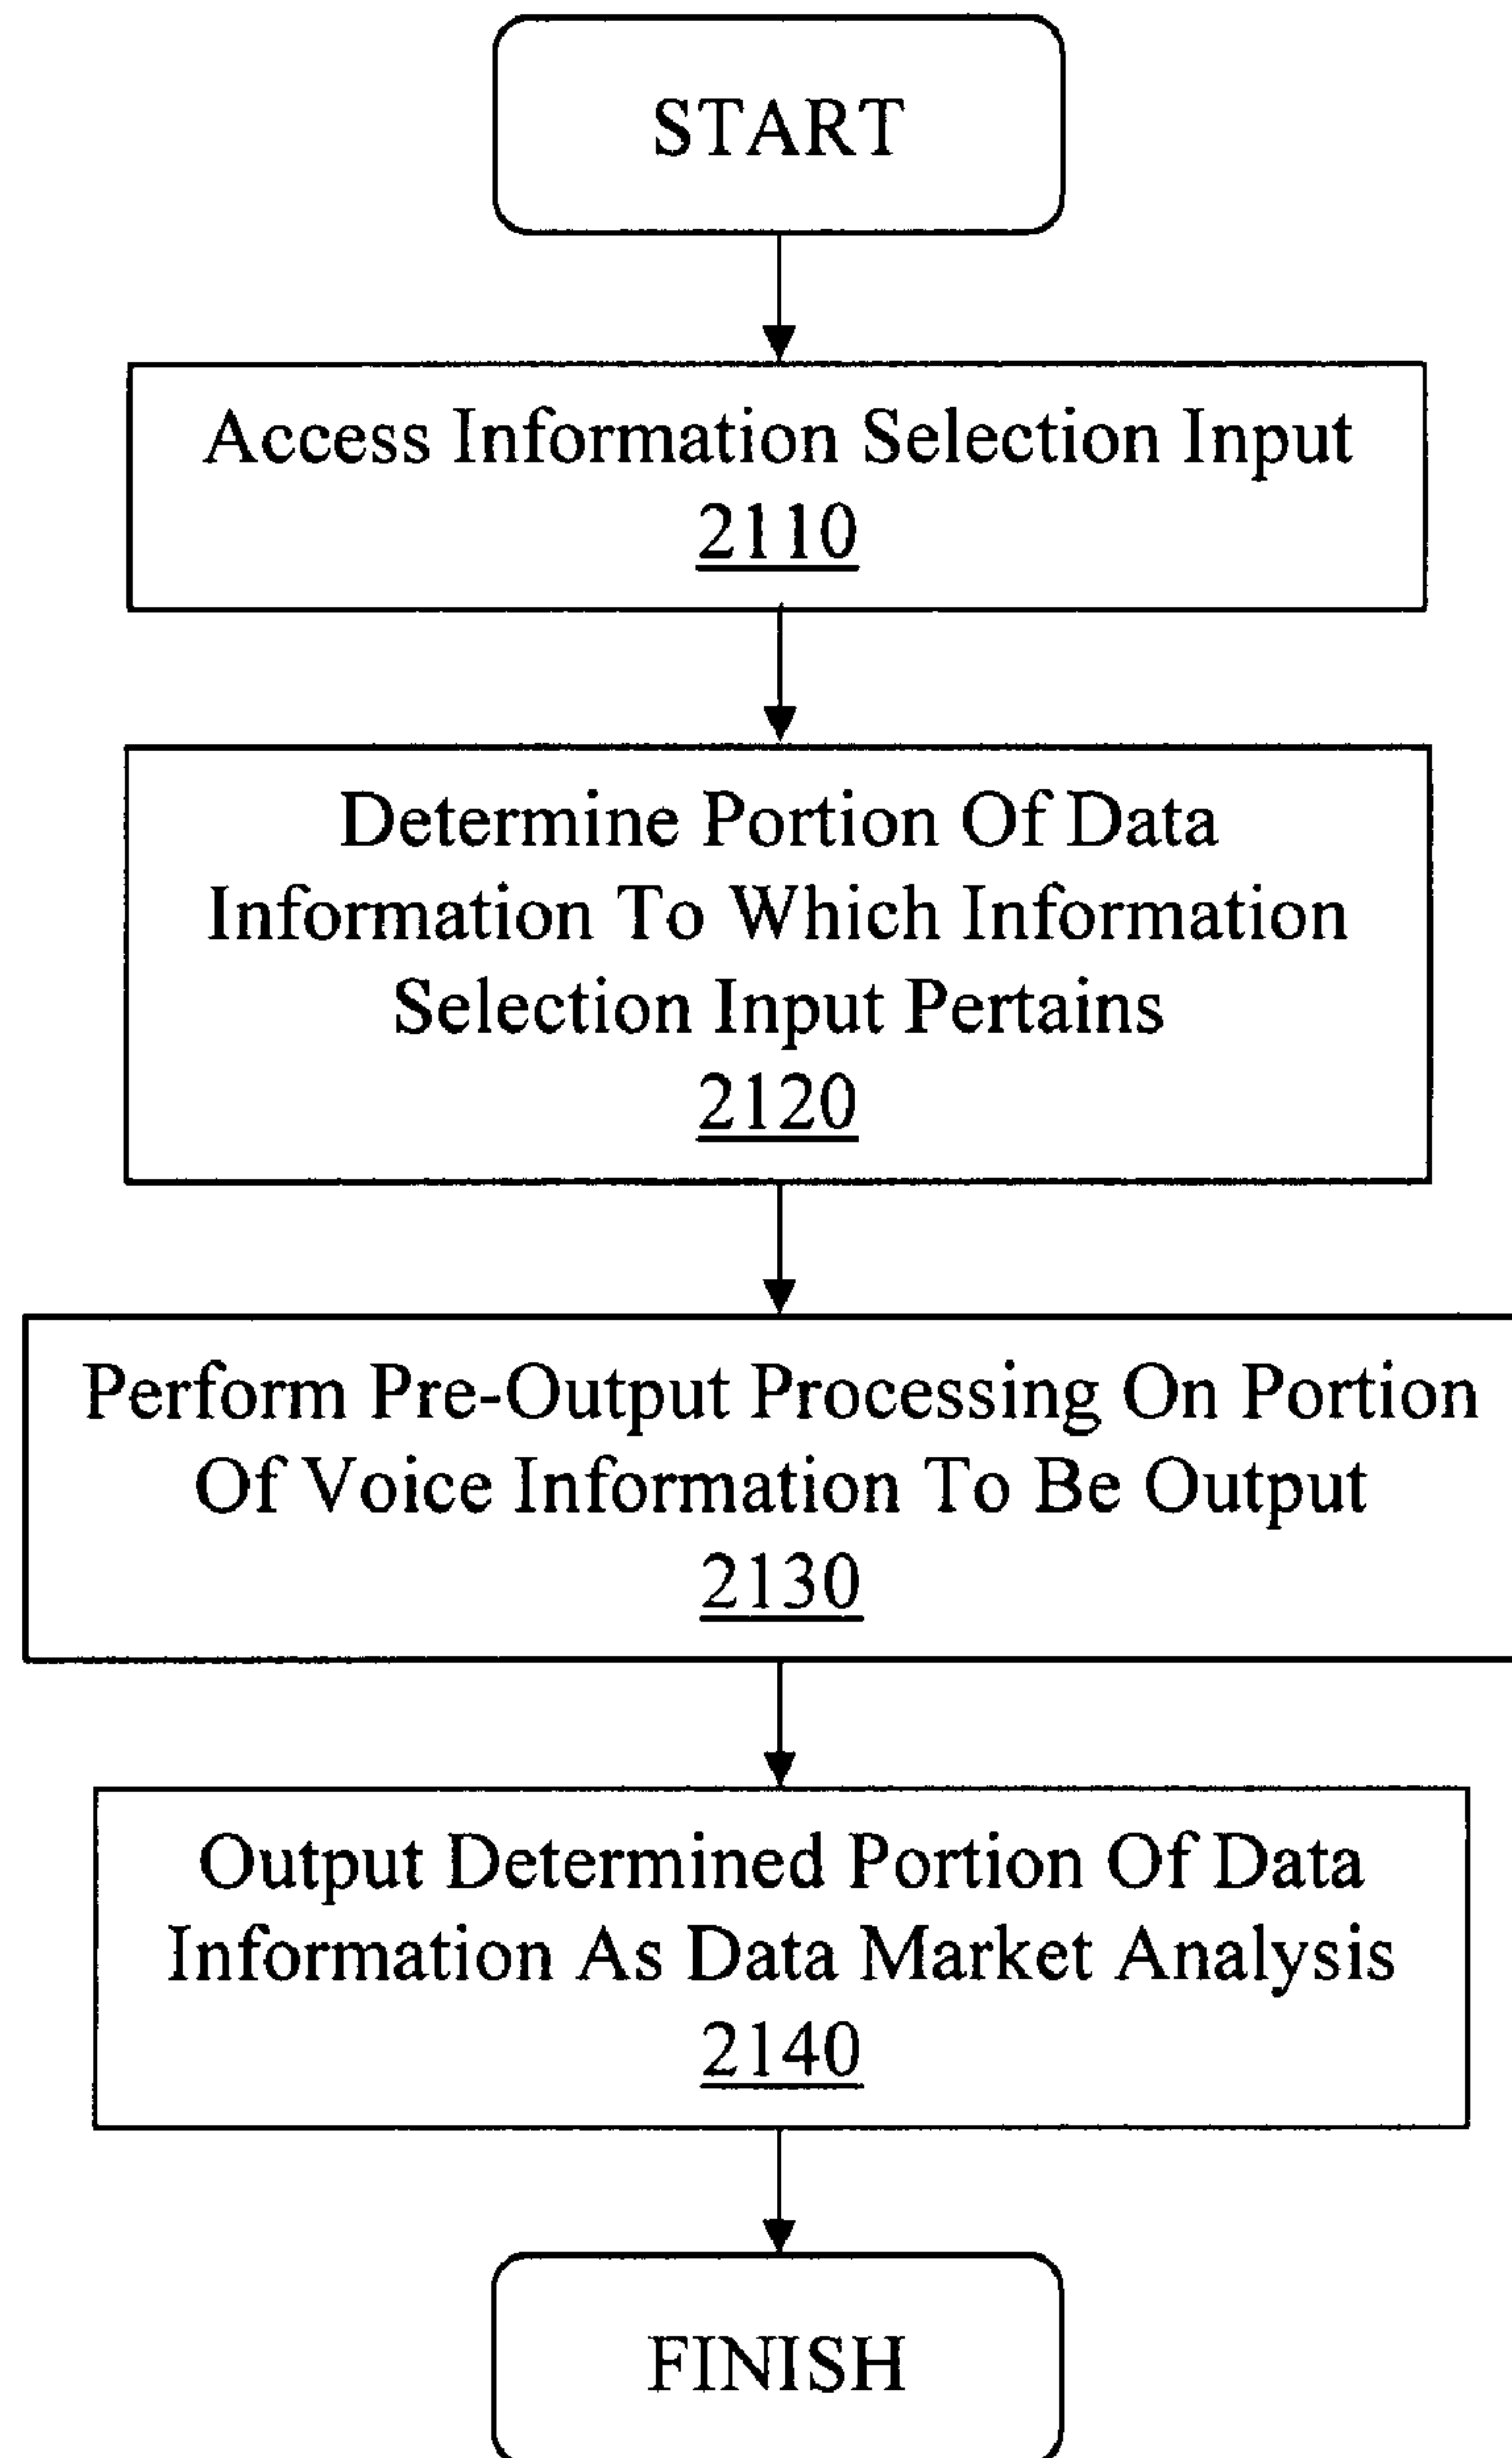 START
Access Information Selection Input
2110
Determine Portion Of Data
Information To Which Information
Selection Input Pertains
2120
Perform Pre-Output Processing On Portion
Of Voice Information To Be Output
2130
Output Determined Portion Of Data
Information As Data Market Analysis
2140
FINISH